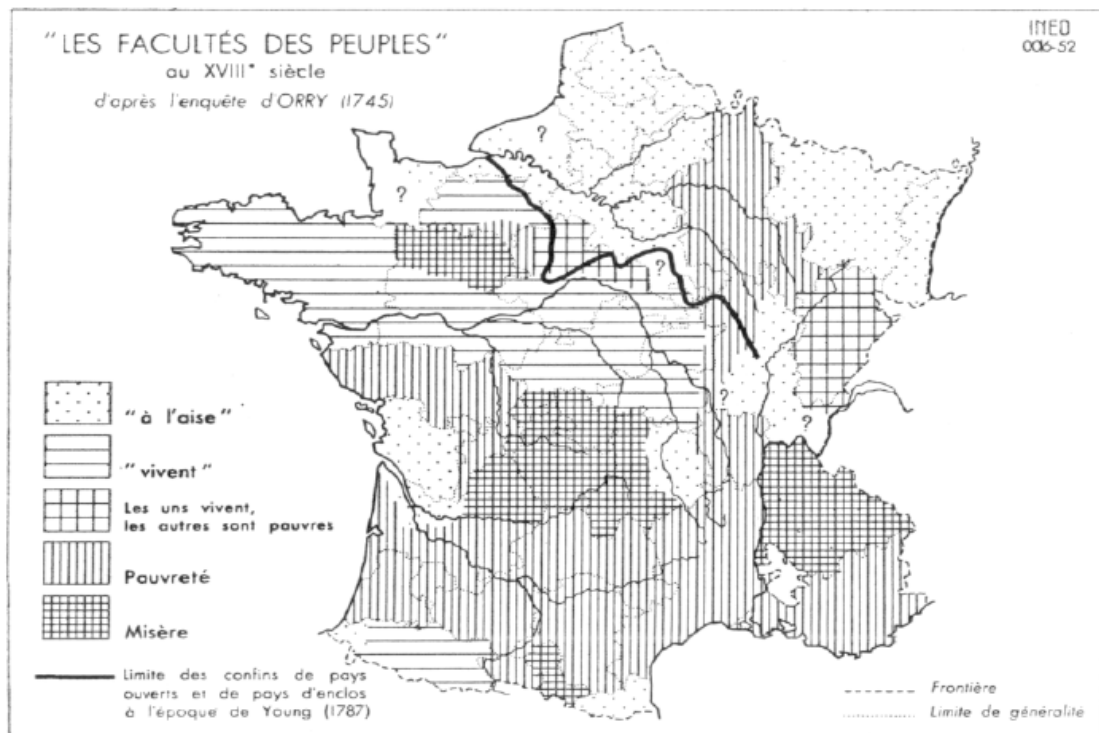 "LES FACULTÉS DES PEUPLES"
au XVIII° siècle
d'après l'enquête d'ORRY (1745)
INED
006-52
?
?
?
?
?
"à l'aise"
"vivent"
Les uns vivent,
les autres sont pauvres
Pauvreté
Misère
Limite des confins de pays
ouverts et de pays d'enclos
à l'époque de Young (1787)
Frontière
Limite de généralité